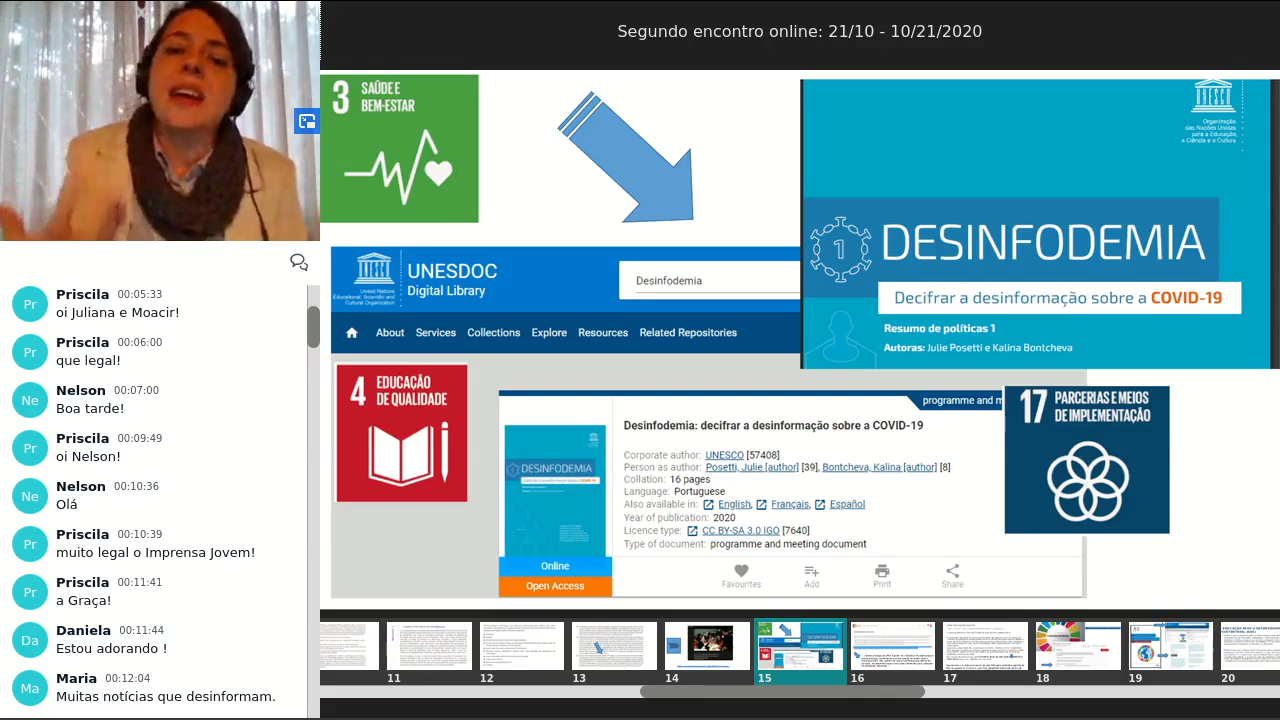 Segundo encontro online: 21/10 - 10/21/2020
3 SAÚDE E
BEM-ESTAR
UNESCO
Organização
das Nações Unidas
para a Educação,
a Ciência e a Cultura
1 DESINFODEMIA
Decifrar a desinformação sobre a COVID-19
Resumo de políticas 1
Autoras: Julie Posetti e Kalina Bontcheva
UNESCO
United Nations
Educational, Scientific and
Cultural Organization
UNESDOC
Digital Library
Desinfodemia
About Services Collections Explore Resources Related Repositories
4 EDUCAÇÃO
DE QUALIDADE
programme and m
17 PARCERIAS E MEIOS
DE IMPLEMENTAÇÃO
DESINFODEMIA
Decifrar a desinformação sobre a COVID-19
Online
Open Access
Desinfodemia: decifrar a desinformação sobre a COVID-19
Corporate author: UNESCO [57408]
Person as author: Posetti, Julie [author] [39], Bontcheva, Kalina [author] [8]
Collation: 16 pages
Language: Portuguese
Also available in: English, Français, Español
Year of publication: 2020
Licence type: CC BY-SA 3.0 IGO [7640]
Type of document: programme and meeting document
Favourites Add Print Share
Pr Priscila 00:05:33
oi Juliana e Moacir!
Pr Priscila 00:06:00
que legal!
Ne Nelson 00:07:00
Boa tarde!
Pr Priscila 00:09:49
oi Nelson!
Ne Nelson 00:10:36
Olá
Pr Priscila 00:10:39
muito legal o Imprensa Jovem!
Pr Priscila 00:11:41
a Graça!
Da Daniela 00:11:44
Estou adorando !
Ma Maria 00:12:04
Muitas notícias que desinformam.
11 12 13 14 15 16 17 18 19 20